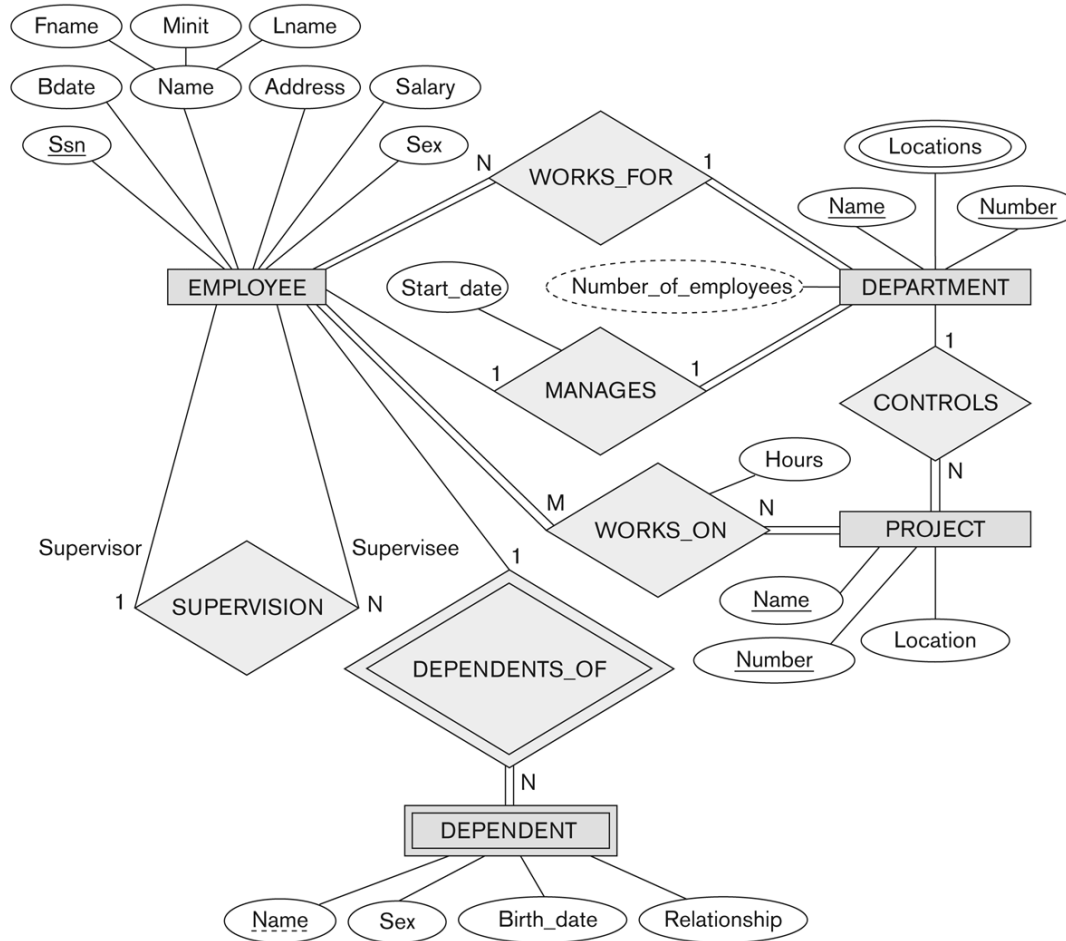 Fname Minit Lname
Bdate Name Address Salary
Ssn Sex
N WORKS_FOR 1
Locations
Name Number
EMPLOYEE Start_date Number_of_employees DEPARTMENT
1 MANAGES 1
1
CONTROLS
N
Hours
M WORKS_ON N
PROJECT
Supervisor Supervisee
1 SUPERVISION N
1
Name
Number Location
DEPENDENTS_OF
N
DEPENDENT
Name Sex Birth_date Relationship